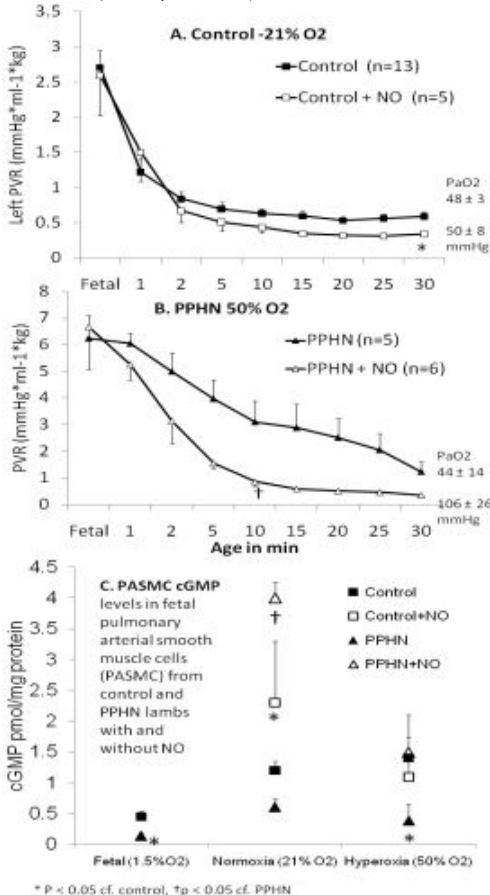 A. Control -21% O2
Control (n=13)
Control + NO (n=5)
Left PVR (mmHg*ml-1*kg)
3.5
3
2.5
2
1.5
1
0.5
0
PaO2
48 ± 3
50 ± 8
mmHg
*
Fetal 1 2 5 10 15 20 30
B. PPHN 50% O2
PPHN (n=5)
PPHN + NO (n=6)
PVR (mmHg*ml-1*kg)
8
7
6
5
4
3
2
1
0
PaO2
44 ± 14
106 ± 26
mmHg
†
Fetal 1 2 5 10 15 20 25 30
Age in min
C. PASMC cGMP
levels in fetal
pulmonary
arterial smooth
muscle cells
(PASMC) from
control and
PPHN lambs
with and
without NO
Control
Control+NO
PPHN
PPHN+NO
cGMP pmol/mg protein
4.5
4
3.5
3
2.5
2
1.5
1
0.5
0
†
*
*
*
Fetal (1.5%O2) Normoxia (21% O2) Hyperoxia (50% O2)
* P < 0.05 cf. control, †p < 0.05 cf. PPHN